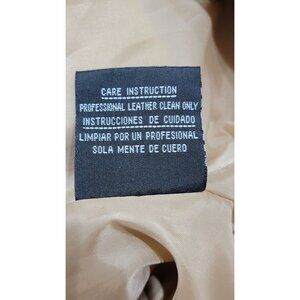 CARE INSTRUCTION
PROFESSIONAL LEATHER CLEAN ONLY
INSTRUCCIONES DE CUIDADO
LIMPIAR POR UN PROFESIONAL
SOLA MENTE DE CUERO